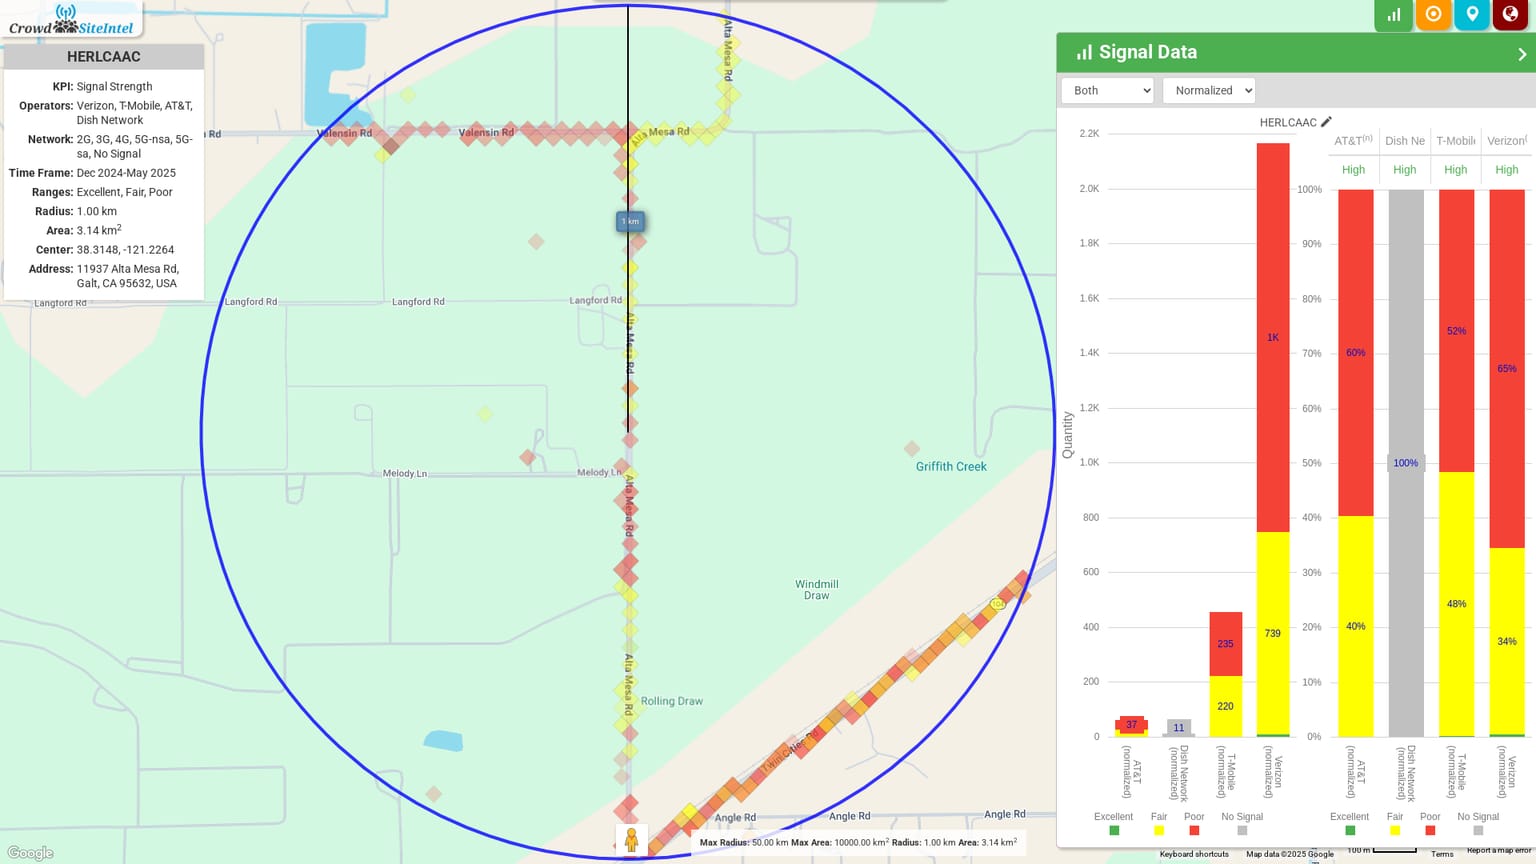 CrowdSiteIntel
HERLCAAC
KPI: Signal Strength
Operators: Verizon, T-Mobile, AT&T,
Dish Network
Network: 2G, 3G, 4G, 5G-nsa, 5G-
sa, No Signal
Time Frame: Dec 2024-May 2025
Ranges: Excellent, Fair, Poor
Radius: 1.00 km
Area: 3.14 km2
Center: 38.3148, -121.2264
Address: 11937 Alta Mesa Rd,
Galt, CA 95632, USA
n Rd
Valensin Rd
Valensin Rd
Alta Mesa Rd
Alta Mesa Rd
1 km
Langford Rd
Langford Rd
Langford Rd
Langford Rd
Alta Mesa Rd
Melody Ln
Melody Ln
Griffith Creek
Alta Mesa Rd
Windmill
Draw
104
Alta Mesa Rd
Rolling Draw
Twin Cities Rd
Angle Rd
Angle Rd
Angle Rd
Max Radius: 50.00 km Max Area: 10000.00 km2 Radius: 1.00 km Area: 3.14 km2
Google
Signal Data
Both
Normalized
HERLCAAC
2.2K
2.0K
1.8K
1.6K
1.4K
1.2K
1.0K
800
600
400
200
0
Quantity
37
11
235
220
1K
739
AT&T
(normalized)
Dish Network
(normalized)
T-Mobile
(normalized)
Verizon
(normalized)
Excellent Fair Poor No Signal
AT&T(n) Dish Ne T-Mobile Verizon(
High High High High
100%
90%
80%
70%
60%
50%
40%
30%
20%
10%
0%
60%
40%
100%
52%
48%
65%
34%
AT&T
(normalized)
Dish Network
(normalized)
T-Mobile
(normalized)
Verizon
(normalized)
Excellent Fair Poor No Signal
Keyboard shortcuts Map data ©2025 Google 100 m Terms Report a map error